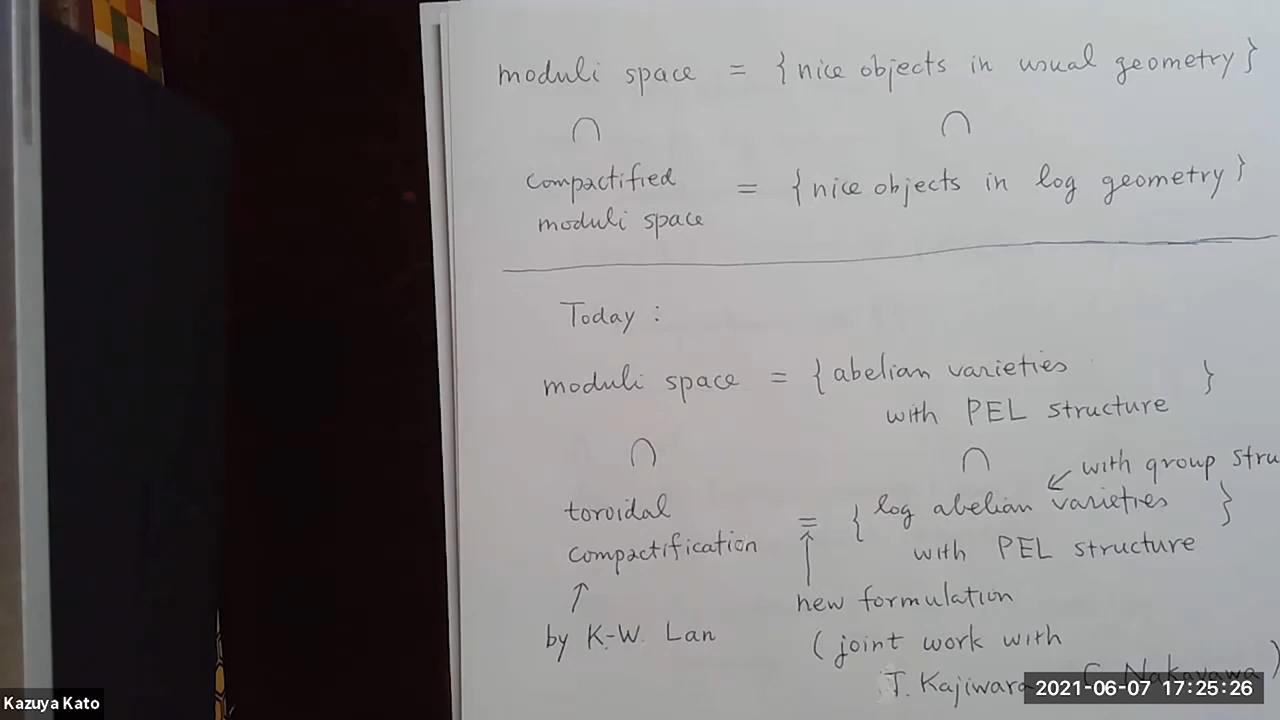 moduli space = {nice objects in usual geometry}
∩ ∩
compactified
moduli space = {nice objects in log geometry}
Today :
moduli space = {abelian varieties
with PEL structure }
∩ ∩
with group stru
toroidal
compactification = { log abelian varieties
with PEL structure }
↑ new formulation
by K-W. Lan
(joint work with
T. Kajiwara C. Nakayama)
Kazuya Kato
2021-06-07 17:25:26